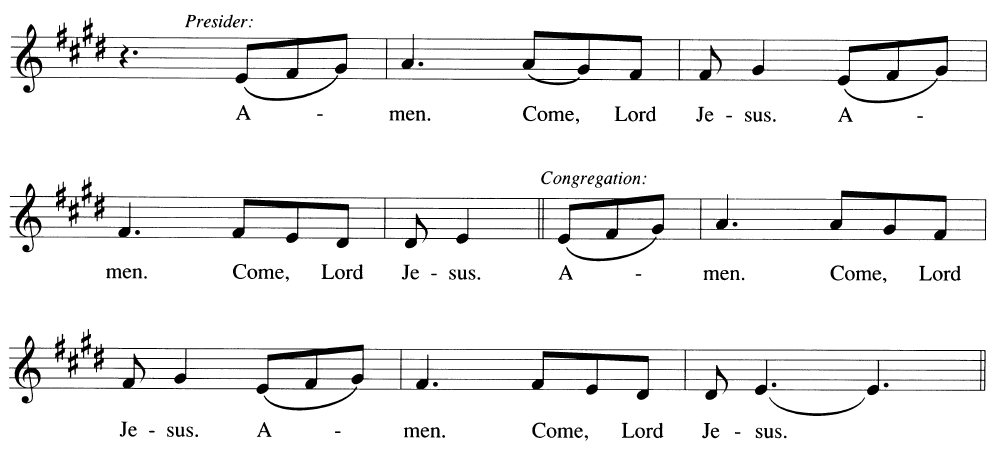 Presider:
A - men. Come, Lord Je - sus. A -
men. Come, Lord Je - sus. A - men. Come, Lord
Congregation:
Je - sus. A - men. Come, Lord Je - sus.